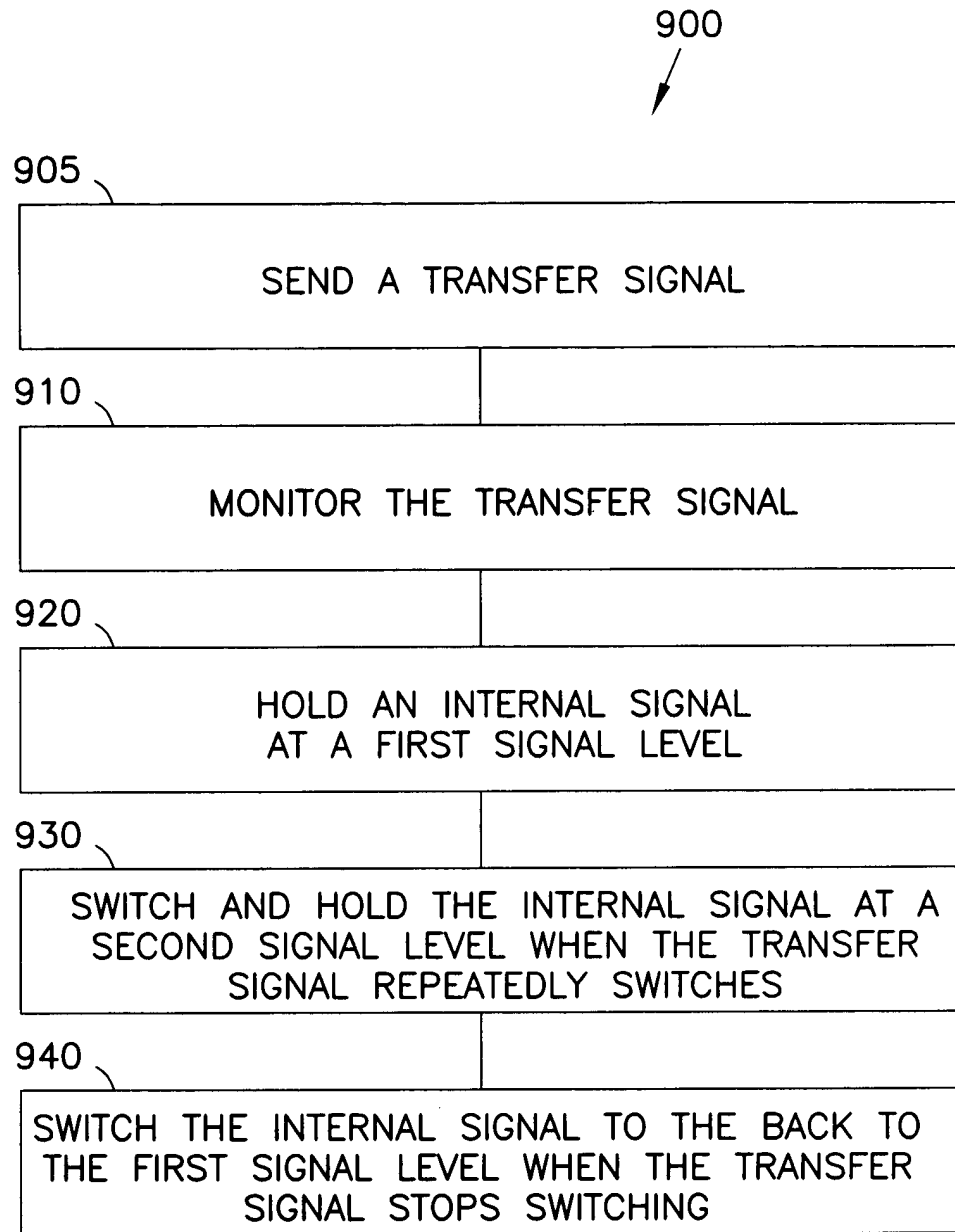 900
905
SEND A TRANSFER SIGNAL
910
MONITOR THE TRANSFER SIGNAL
920
HOLD AN INTERNAL SIGNAL
AT A FIRST SIGNAL LEVEL
930
SWITCH AND HOLD THE INTERNAL SIGNAL AT A
SECOND SIGNAL LEVEL WHEN THE TRANSFER
SIGNAL REPEATEDLY SWITCHES
940
SWITCH THE INTERNAL SIGNAL TO THE BACK TO
THE FIRST SIGNAL LEVEL WHEN THE TRANSFER
SIGNAL STOPS SWITCHING